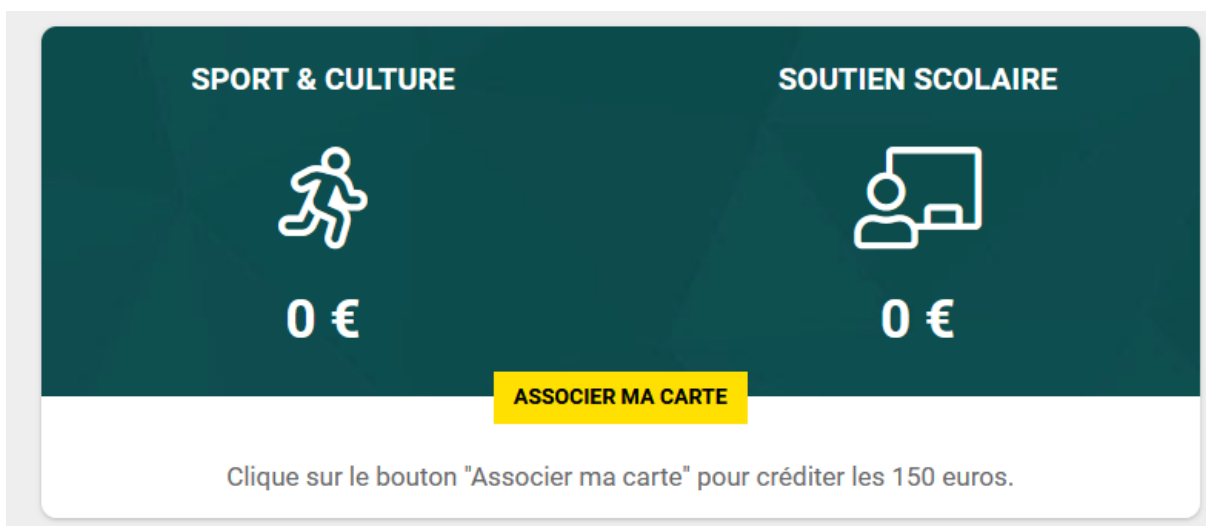 SPORT & CULTURE
0 €
SOUTIEN SCOLAIRE
0 €
ASSOCIER MA CARTE
Clique sur le bouton "Associer ma carte" pour créditer les 150 euros.